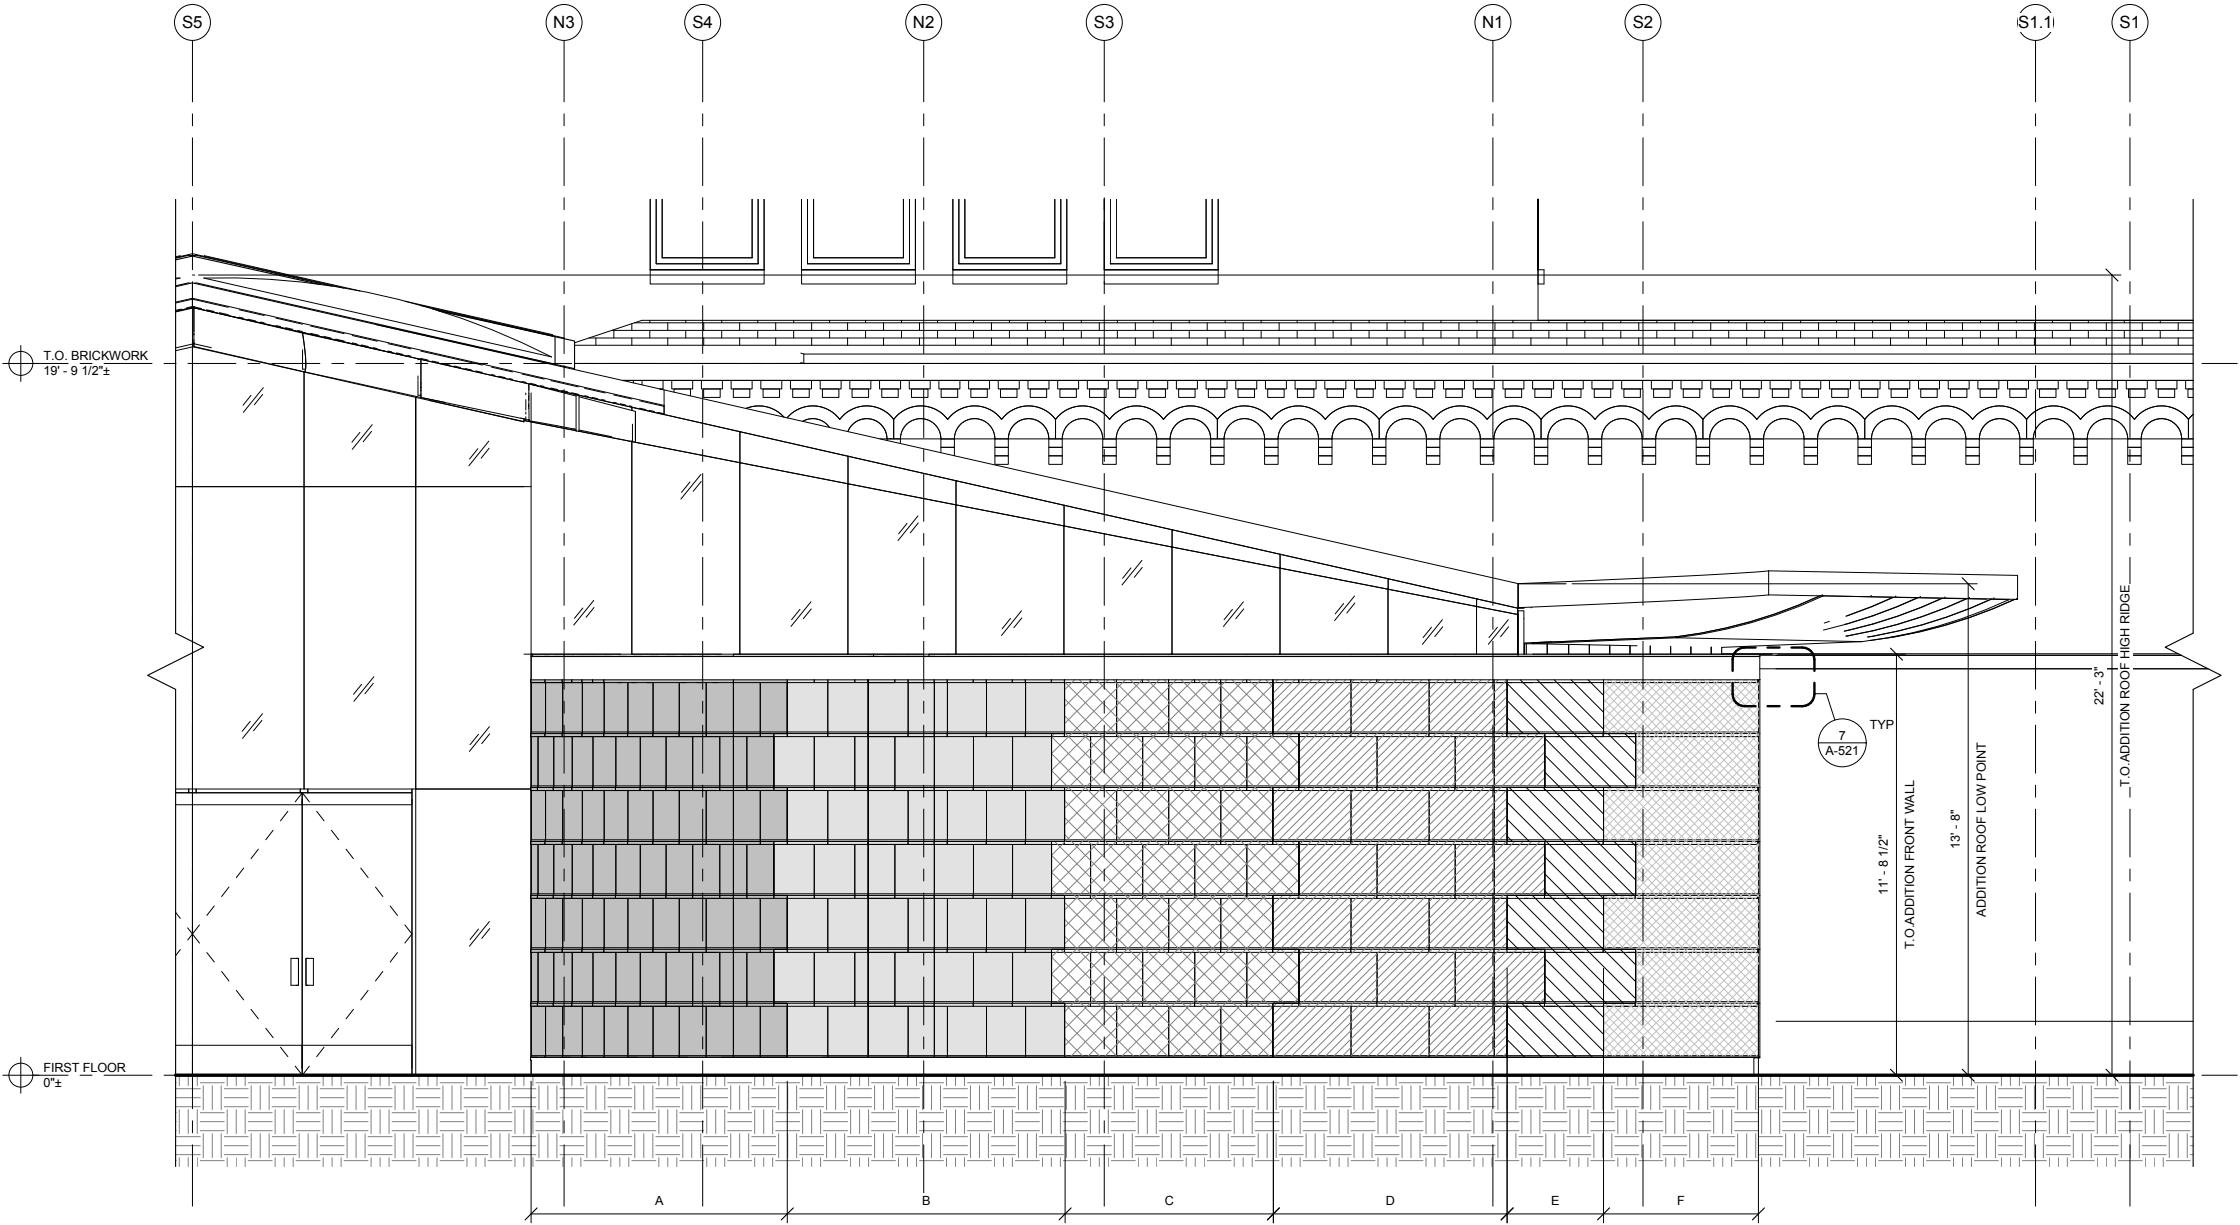 S5
N3
S4
N2
S3
N1
S2
S1.1
S1
T.O. BRICKWORK
19' - 9 1/2"±
7
A-521
TYP
11' - 8 1/2"
T.O.ADDITION FRONT WALL
13' - 8"
ADDITION ROOF LOW POINT
22' - 3"
T.O.ADDITION ROOF HIGH RIDGE
FIRST FLOOR
0"±
A
B
C
D
E
F